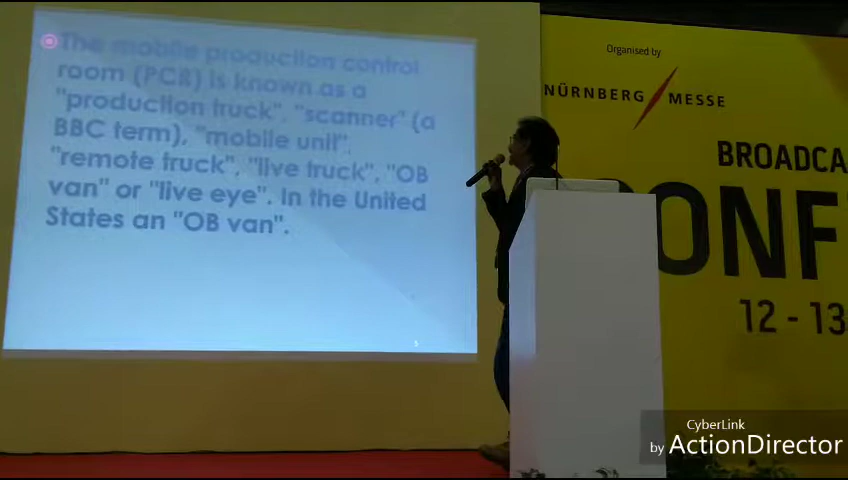 The mobile production control
room (PCR) is known as a
"production truck", "scanner" (a
BBC term), "mobile unit",
"remote truck", "live truck", "OB
van" or "live eye". In the United
States an "OB van".
Organised by
NÜRNBERG MESSE
BROADCA
ONFE
12 - 13
CyberLink
by ActionDirector